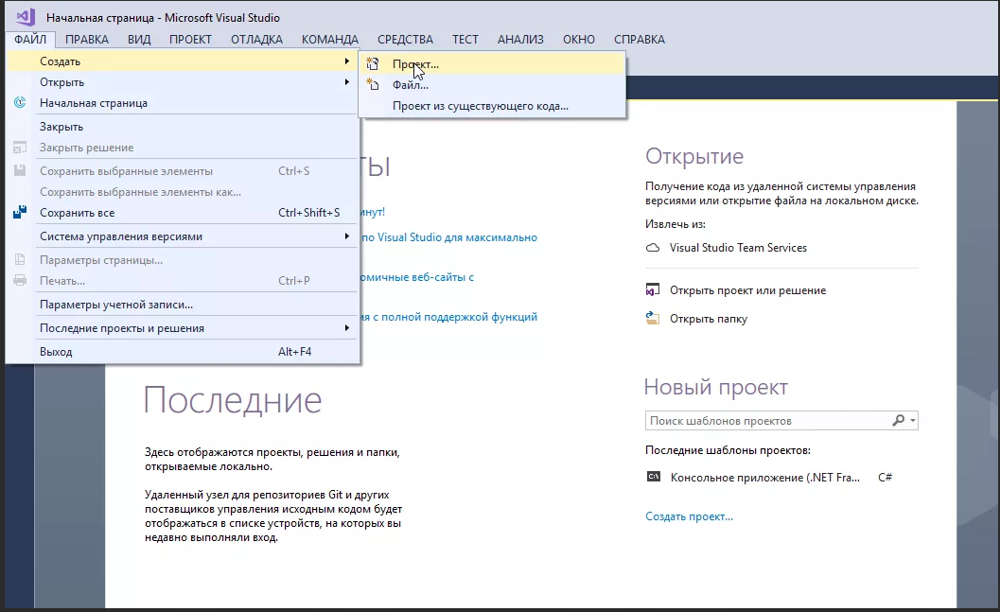 Начальная страница - Microsoft Visual Studio
ФАЙЛ ПРАВКА ВИД ПРОЕКТ ОТЛАДКА КОМАНДА СРЕДСТВА ТЕСТ АНАЛИЗ ОКНО СПРАВКА
Создать
Открыть
Начальная страница
Закрыть
Закрыть решение
Сохранить выбранные элементы Ctrl+S
Сохранить выбранные элементы как...
Сохранить все Ctrl+Shift+S
Система управления версиями
Параметры страницы...
Печать... Ctrl+P
Параметры учетной записи...
Последние проекты и решения
Выход Alt+F4
Проект...
Файл...
Проект из существующего кода...
ты
инут!
по Visual Studio для максимально
омичные веб-сайты с
ия с полной поддержкой функций
Последние
Здесь отображаются проекты, решения и папки,
открываемые локально.
Удаленный узел для репозиториев Git и других
поставщиков управления исходным кодом будет
отображаться в списке устройств, на которых вы
недавно выполняли вход.
Открытие
Получение кода из удаленной системы управления
версиями или открытие файла на локальном диске.
Извлечь из:
Visual Studio Team Services
Открыть проект или решение
Открыть папку
Новый проект
Поиск шаблонов проектов
Последние шаблоны проектов:
Консольное приложение (.NET Fra... C#
Создать проект...